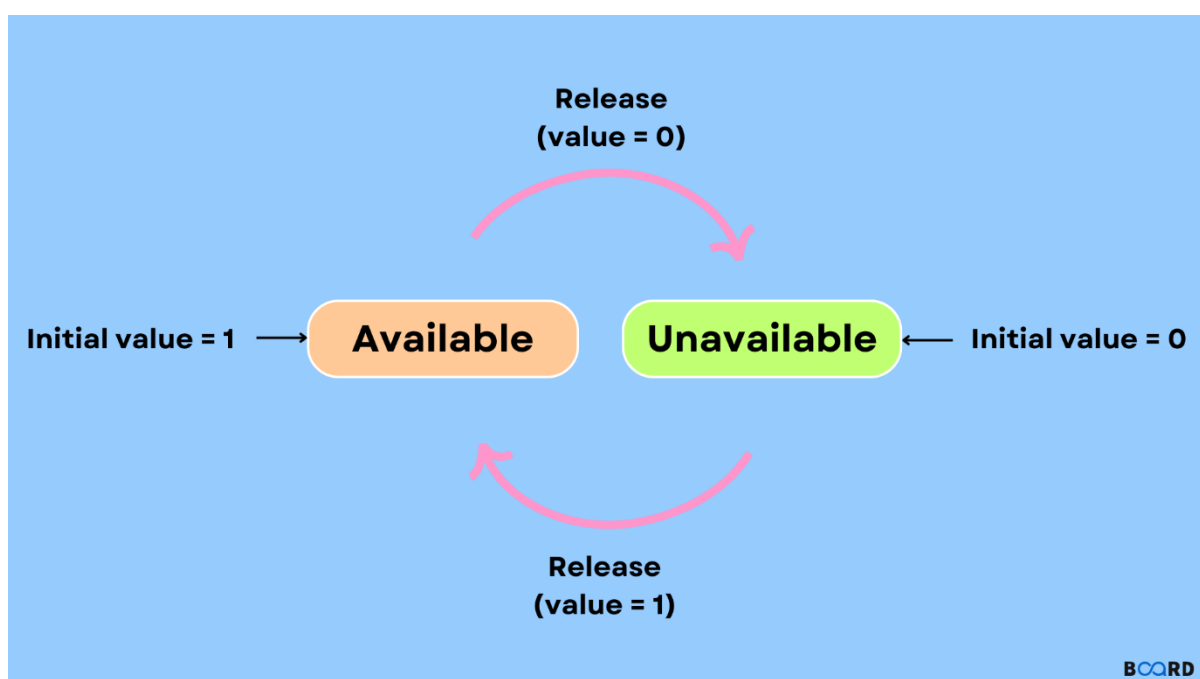 Release
(value = 0)
Initial value = 1
Available
Unavailable
Initial value = 0
Release
(value = 1)
BOARD